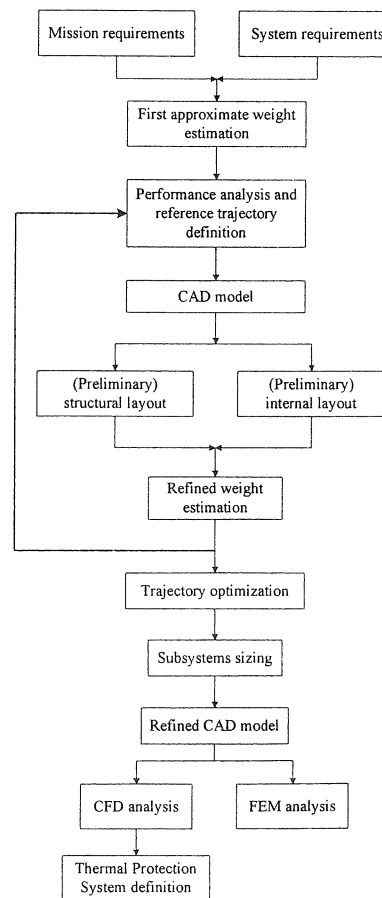 Mission requirements
System requirements
First approximate weight
estimation
Performance analysis and
reference trajectory
definition
CAD model
(Preliminary)
structural layout
(Preliminary)
internal layout
Refined weight
estimation
Trajectory optimization
Subsystems sizing
Refined CAD model
CFD analysis
FEM analysis
Thermal Protection
System definition